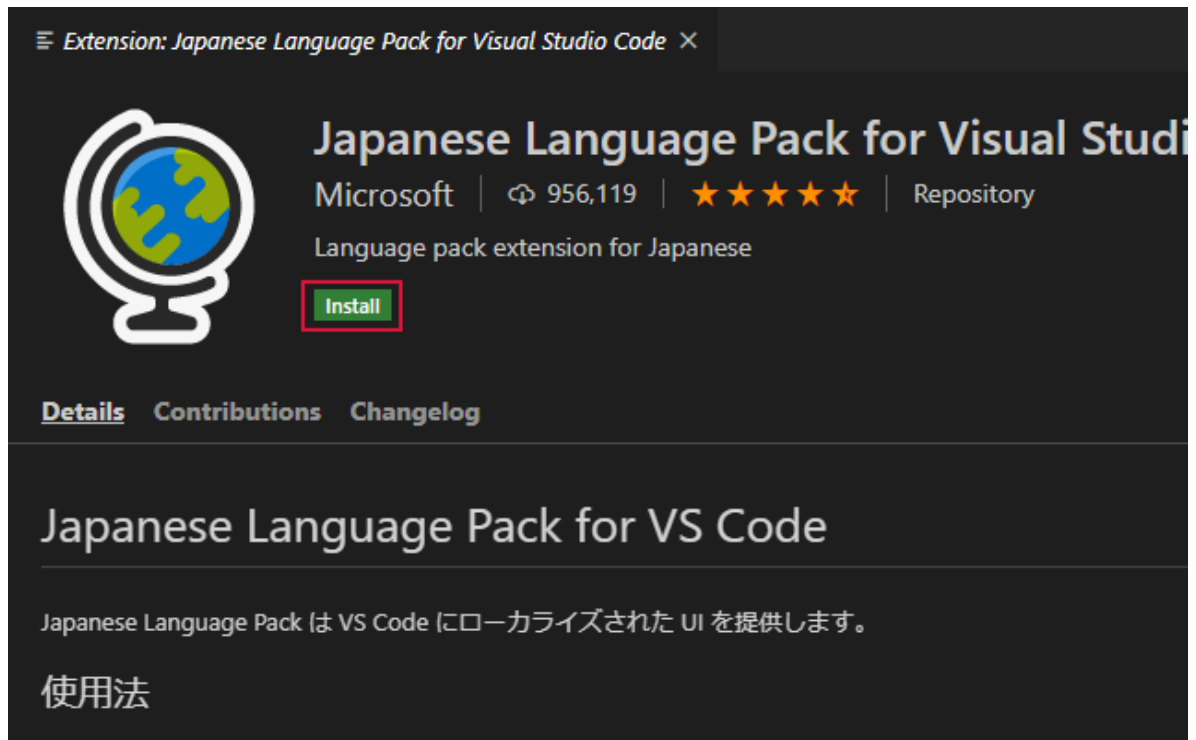 Extension: Japanese Language Pack for Visual Studio Code
Japanese Language Pack for Visual Studi
Microsoft 956,119 Repository
Language pack extension for Japanese
Install
Details Contributions Changelog
Japanese Language Pack for VS Code
Japanese Language Pack は VS Code にローカライズされた UI を提供します。
使用法